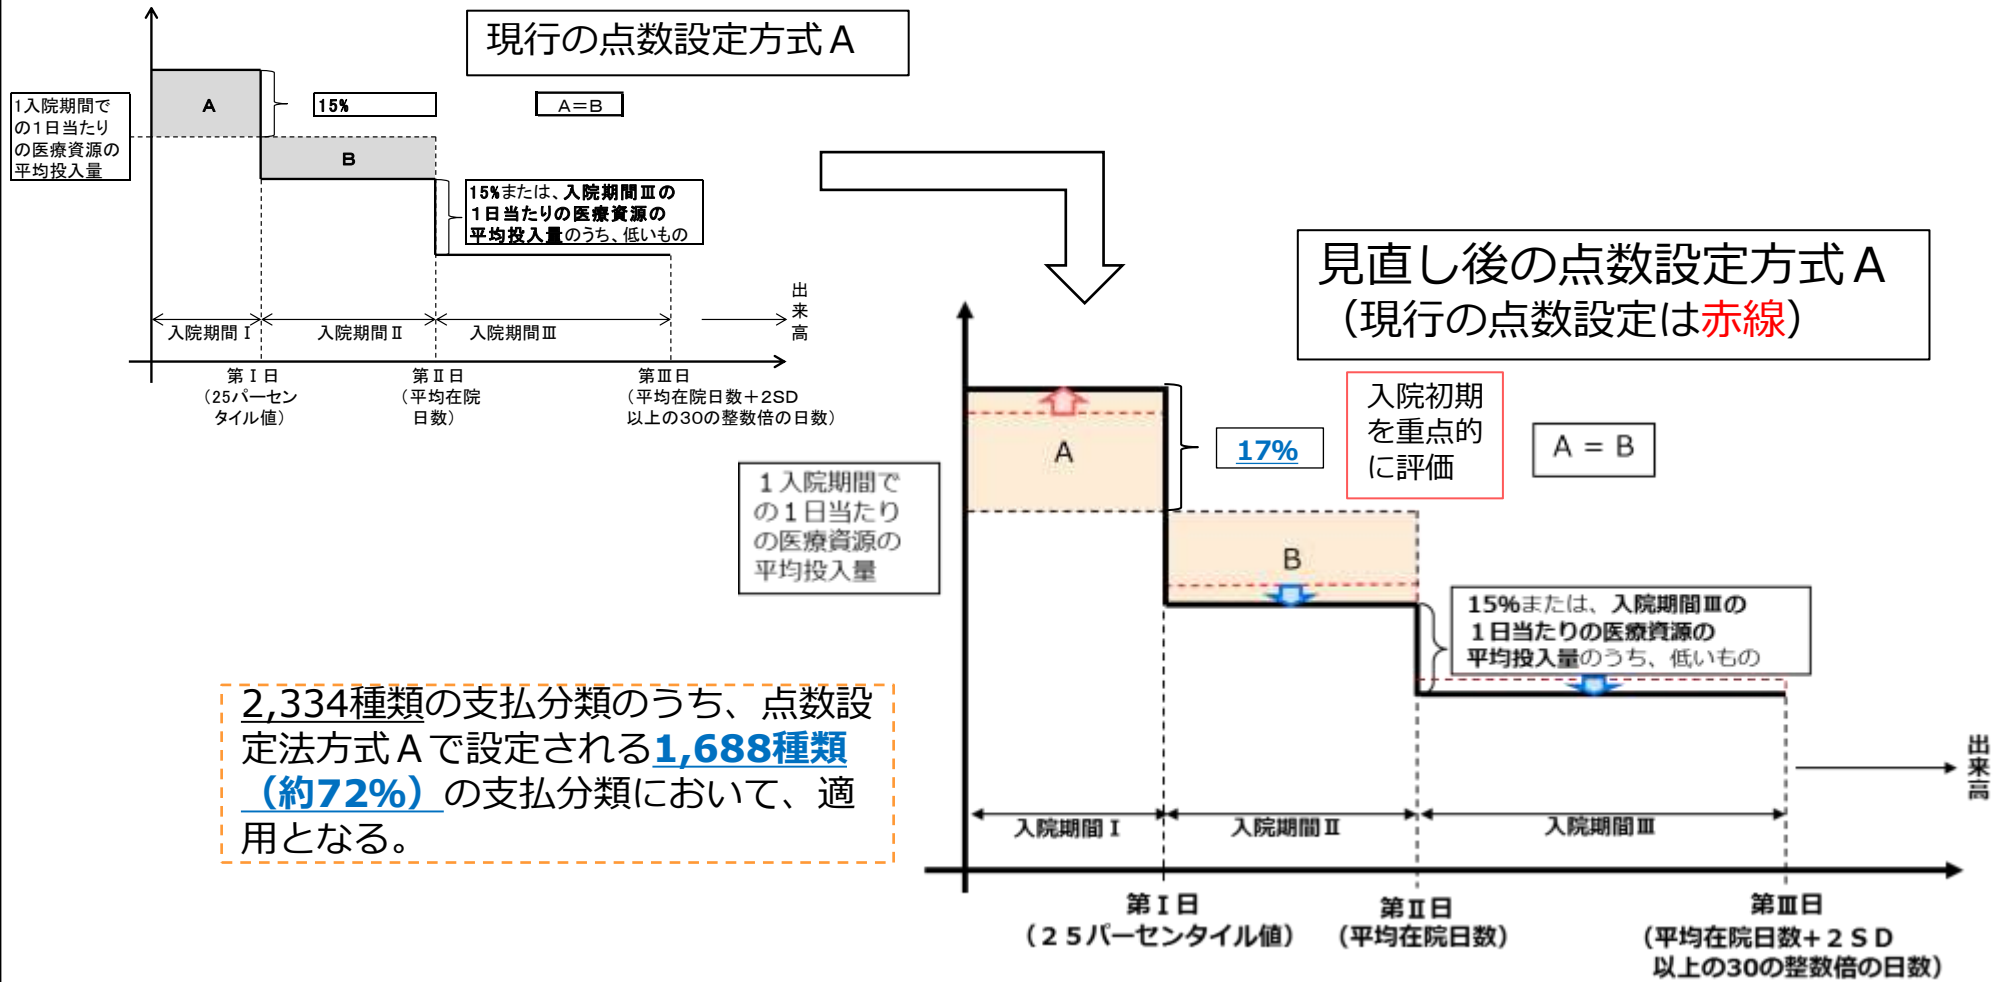 現行の点数設定方式A
1入院期間で
の1日当たり
の医療資源の
平均投入量
A
15%
A=B
B
15%または、入院期間Ⅲの
1日当たりの医療資源の
平均投入量のうち、低いもの
入院期間Ⅰ
入院期間Ⅱ
入院期間Ⅲ
出来高
第Ⅰ日
(25パーセン
タイル値)
第Ⅱ日
(平均在院
日数)
第Ⅲ日
(平均在院日数+2SD
以上の30の整数倍の日数)
見直し後の点数設定方式A
(現行の点数設定は赤線)
1入院期間で
の1日当たり
の医療資源の
平均投入量
A
17%
入院初期
を重点的
に評価
A=B
B
15%または、入院期間Ⅲの
1日当たりの医療資源の
平均投入量のうち、低いもの
2,334種類の支払分類のうち、点数設
定法方式Aで設定される1,688種類
(約72%)の支払分類において、適
用となる。
入院期間Ⅰ
入院期間Ⅱ
入院期間Ⅲ
出来高
第Ⅰ日
(25パーセンタイル値)
第Ⅱ日
(平均在院日数)
第Ⅲ日
(平均在院日数+2SD
以上の30の整数倍の日数)